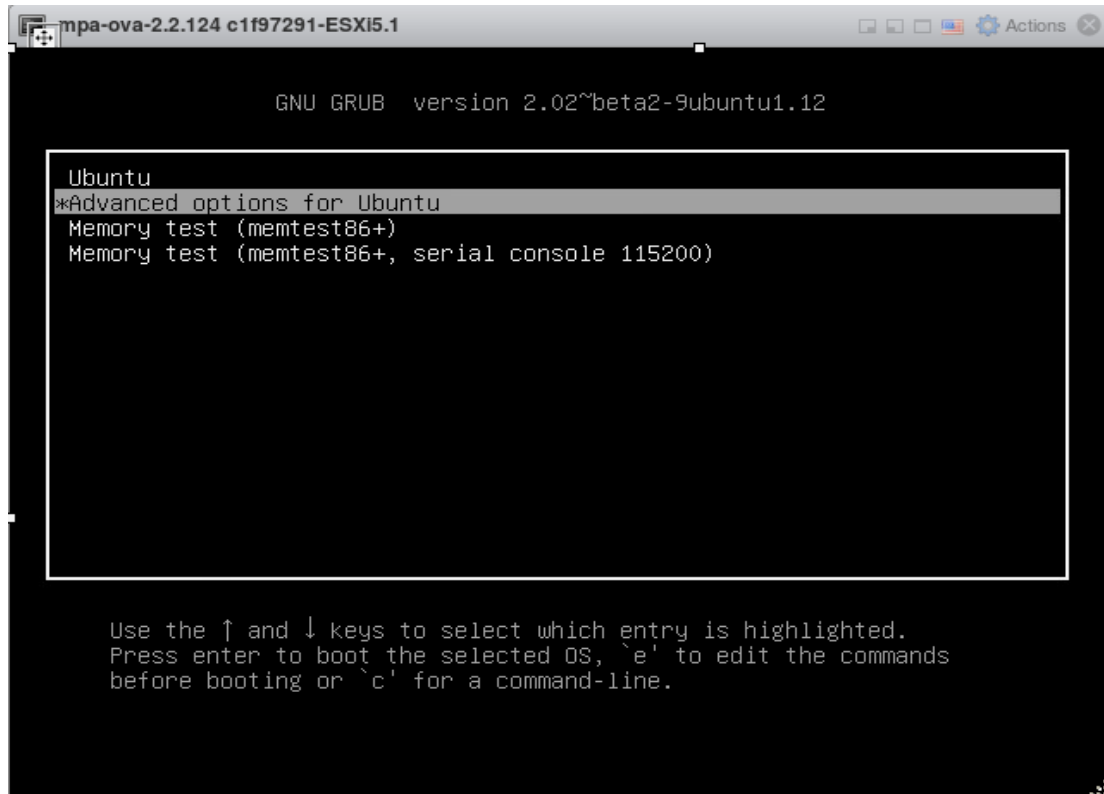 mpa-ova-2.2.124 c1f97291-ESXi5.1
Actions
GNU GRUB version 2.02~beta2-9ubuntu1.12
Ubuntu
*Advanced options for Ubuntu
Memory test (memtest86+)
Memory test (memtest86+, serial console 115200)
Use the ↑ and ↓ keys to select which entry is highlighted.
Press enter to boot the selected OS, `e' to edit the commands
before booting or `c' for a command-line.